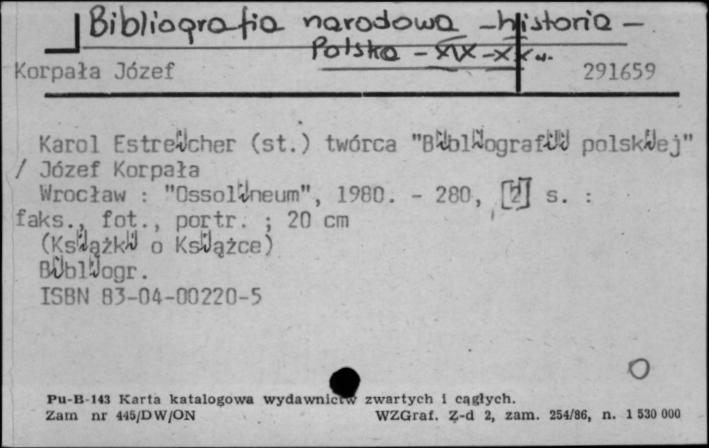 Bibliografia narodowa - historia -
Polska - XIX - XX w.
Korpała Józef 291659
Karol Estreicher (st.) twórca "Bibliografii polskiej"
/ Józef Korpała
Wrocław : "Ossolineum", 1980. - 280, [2] s. :
faks., fot., portr. ; 20 cm
(Książki o Książce)
Bibliogr.
ISBN 83-04-00220-5
Pu-B-143 Karta katalogowa wydawnictw zwartych i ciągłych.
Zam nr 445/DW/ON WZGraf. Z-d 2, zam. 254/86, n. 1 530 000